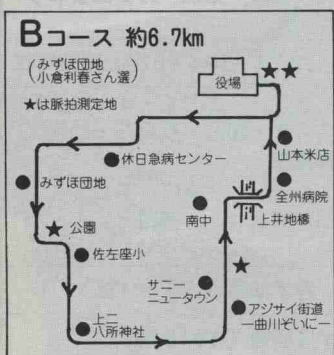 Bコース 約6.7km
(みずほ団地
小倉利春さん選)
★は脈拍測定地
役場
★★
山本米店
休日急病センター
全州病院
みずほ団地
南中
上井地橋
★ 公園
佐左座小
★
サニー
ニュータウン
上二
八所神社
アジサイ街道
―曲川ぞいに―